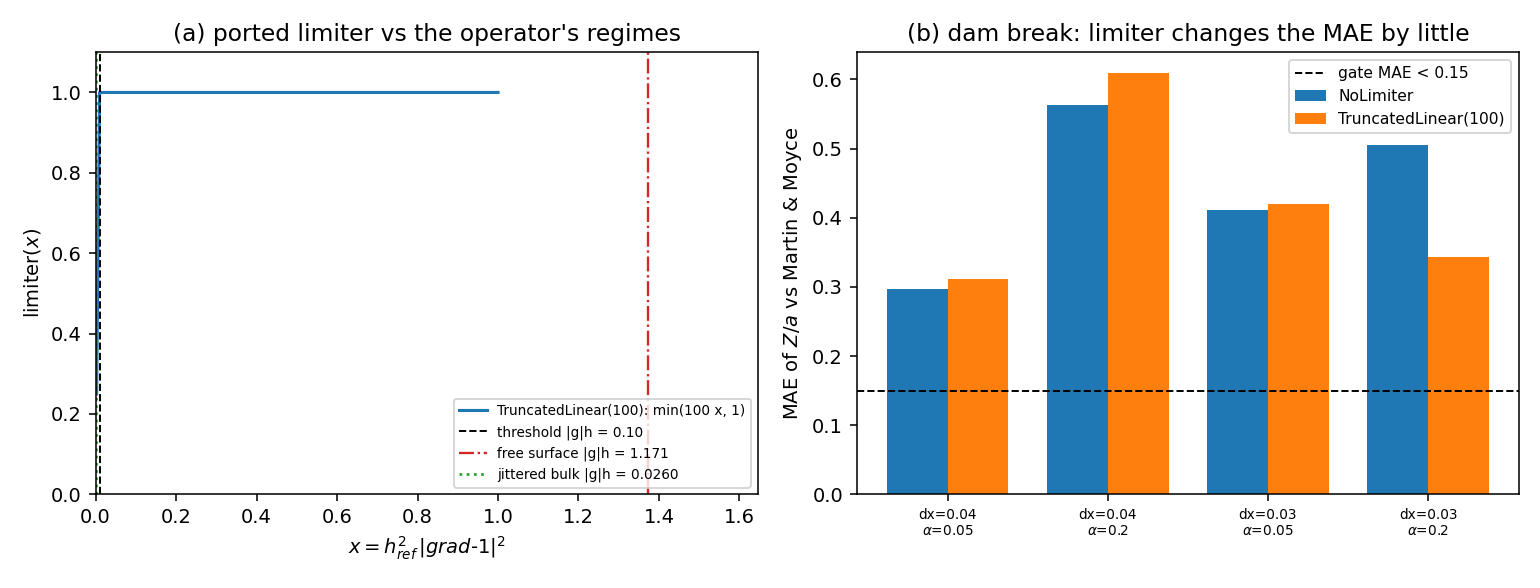 (a) ported limiter vs the operator's regimes
limiter(x)
1.0
0.8
0.6
0.4
0.2
0.0
0.0 0.2 0.4 0.6 0.8 1.0 1.2 1.4 1.6
x = h²_ref |grad-1|²
TruncatedLinear(100): min(100 x, 1)
threshold |g|h = 0.10
free surface |g|h = 1.171
jittered bulk |g|h = 0.0260
(b) dam break: limiter changes the MAE by little
MAE of Z/a vs Martin & Moyce
0.6
0.5
0.4
0.3
0.2
0.1
0.0
gate MAE < 0.15
NoLimiter
TruncatedLinear(100)
dx=0.04 dx=0.04 dx=0.03 dx=0.03
α=0.05 α=0.2 α=0.05 α=0.2